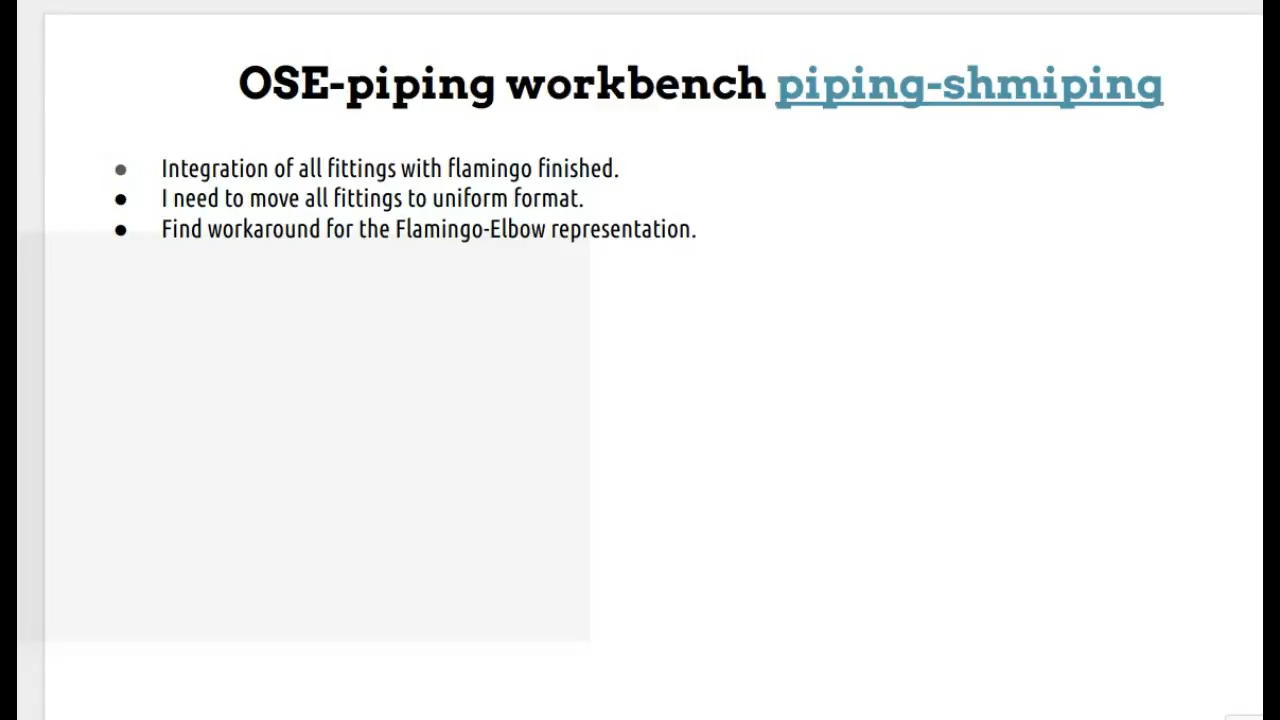 OSE-piping workbench piping-shmiping
● Integration of all fittings with flamingo finished.
● I need to move all fittings to uniform format.
● Find workaround for the Flamingo-Elbow representation.